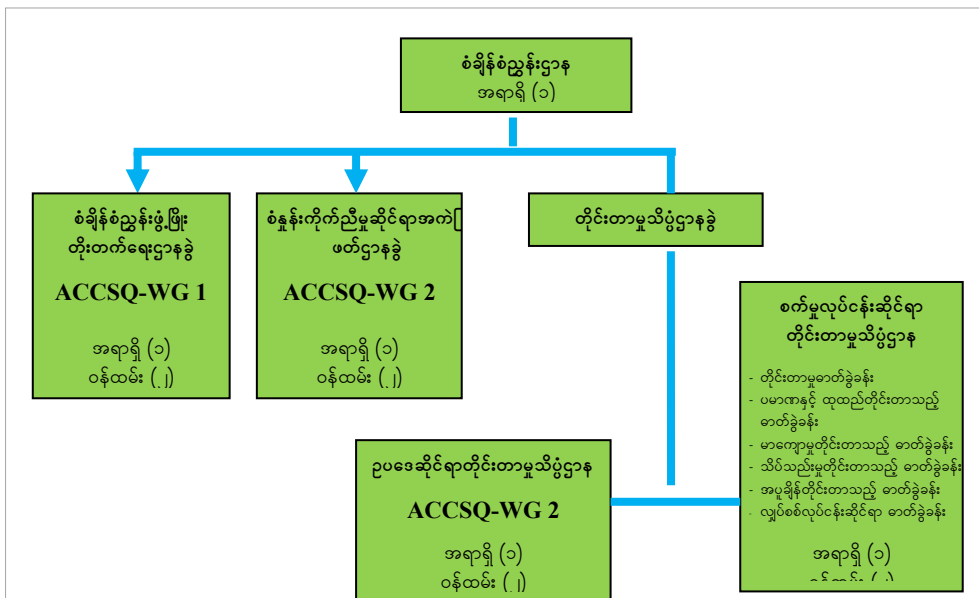 စံချိန်စံညွှန်းဌာန
အရာရှိ (၁)
စံချိန်စံညွှန်းဖွံ့ဖြိုး
တိုးတက်ရေးဌာနခွဲ
ACCSQ-WG 1
အရာရှိ (၁)
ဝန်ထမ်း (၂)
စံနှုန်းကိုက်ညီမှုဆိုင်ရာအကဲဖြ
ဖတ်ဌာနခွဲ
ACCSQ-WG 2
အရာရှိ (၁)
ဝန်ထမ်း (၂)
တိုင်းတာမှုသိပ္ပံဌာနခွဲ
စက်မှုလုပ်ငန်းဆိုင်ရာ
တိုင်းတာမှုသိပ္ပံဌာန
- တိုင်းတာမှုဓာတ်ခွဲခန်း
- ပမာဏနှင့် ထုထည်တိုင်းတာသည့်
ဓာတ်ခွဲခန်း
- မာကျောမှုတိုင်းတာသည့် ဓာတ်ခွဲခန်း
- သိပ်သည်းမှုတိုင်းတာသည့် ဓာတ်ခွဲခန်း
- အပူချိန်တိုင်းတာသည့် ဓာတ်ခွဲခန်း
- လျှပ်စစ်လုပ်ငန်းဆိုင်ရာ ဓာတ်ခွဲခန်း
အရာရှိ (၁)
ဥပဒေဆိုင်ရာတိုင်းတာမှုသိပ္ပံဌာန
ACCSQ-WG 2
အရာရှိ (၁)
ဝန်ထမ်း (၂)